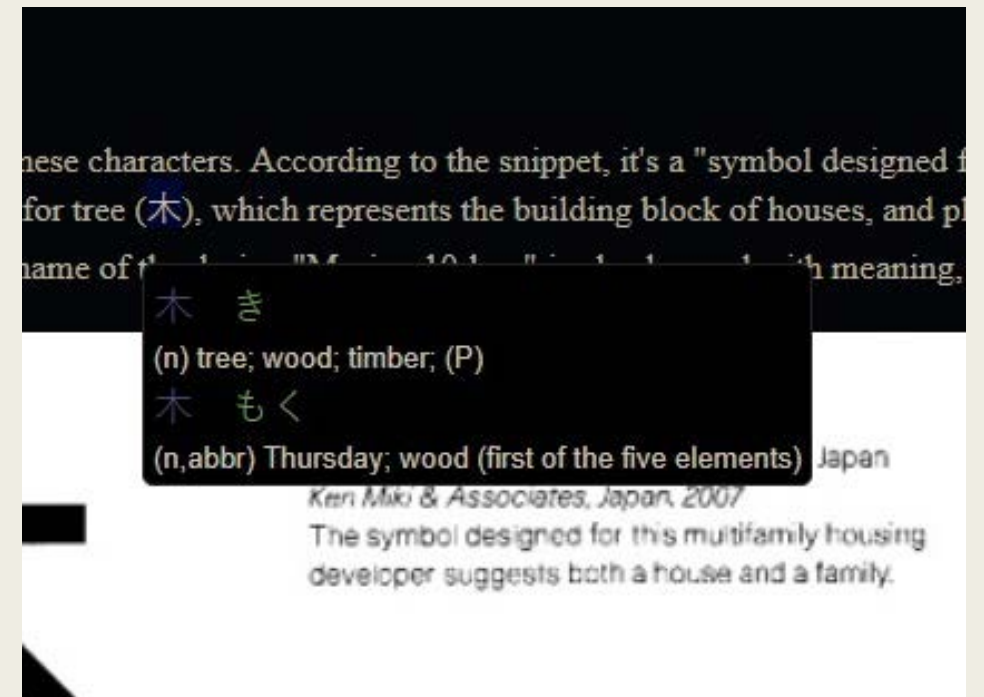 nese characters. According to the snippet, it's a "symbol designed f
for tree (木), which represents the building block of houses, and pl
name of h meaning,
木 き
(n) tree; wood; timber; (P)
木 もく
(n,abbr) Thursday; wood (first of the five elements)
Japan
Ken Miki & Associates, Japan, 2007
The symbol designed for this multifamily housing
developer suggests both a house and a family.